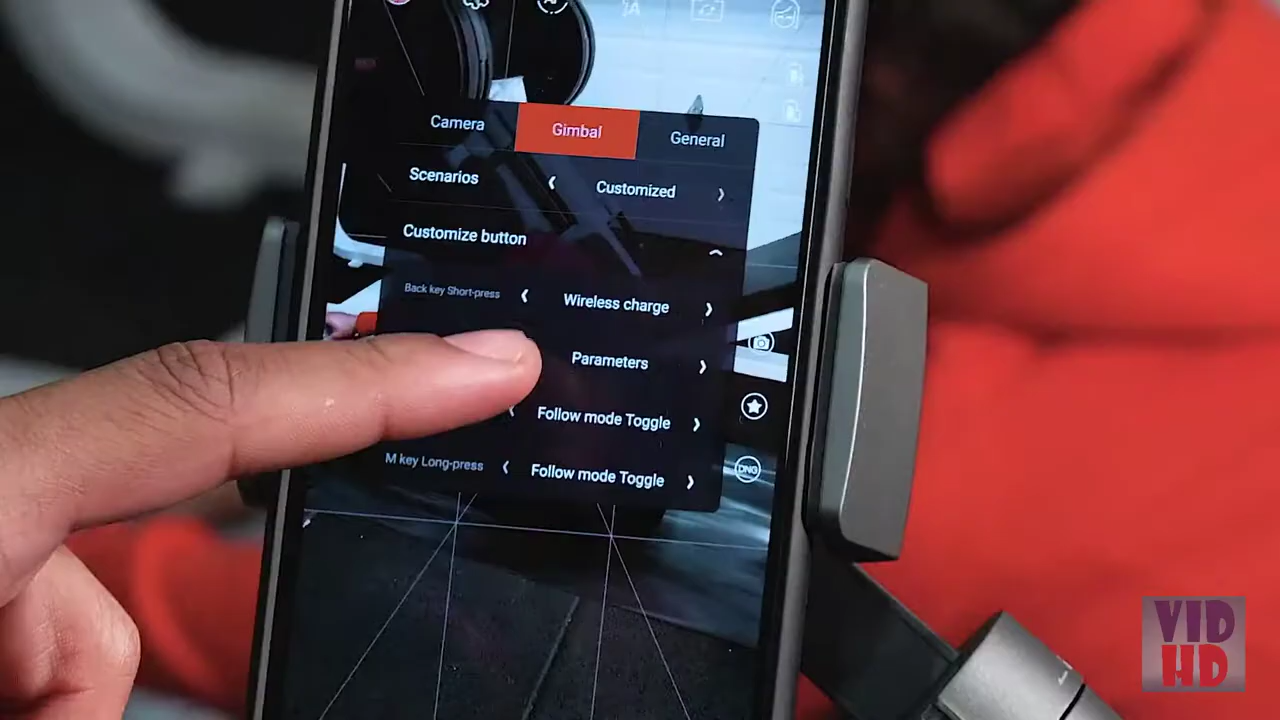 Camera Gimbal General
Scenarios Customized
Customize button
Back key Short-press Wireless charge
Parameters
Follow mode Toggle
M key Long-press Follow mode Toggle
DNG
VID
HD